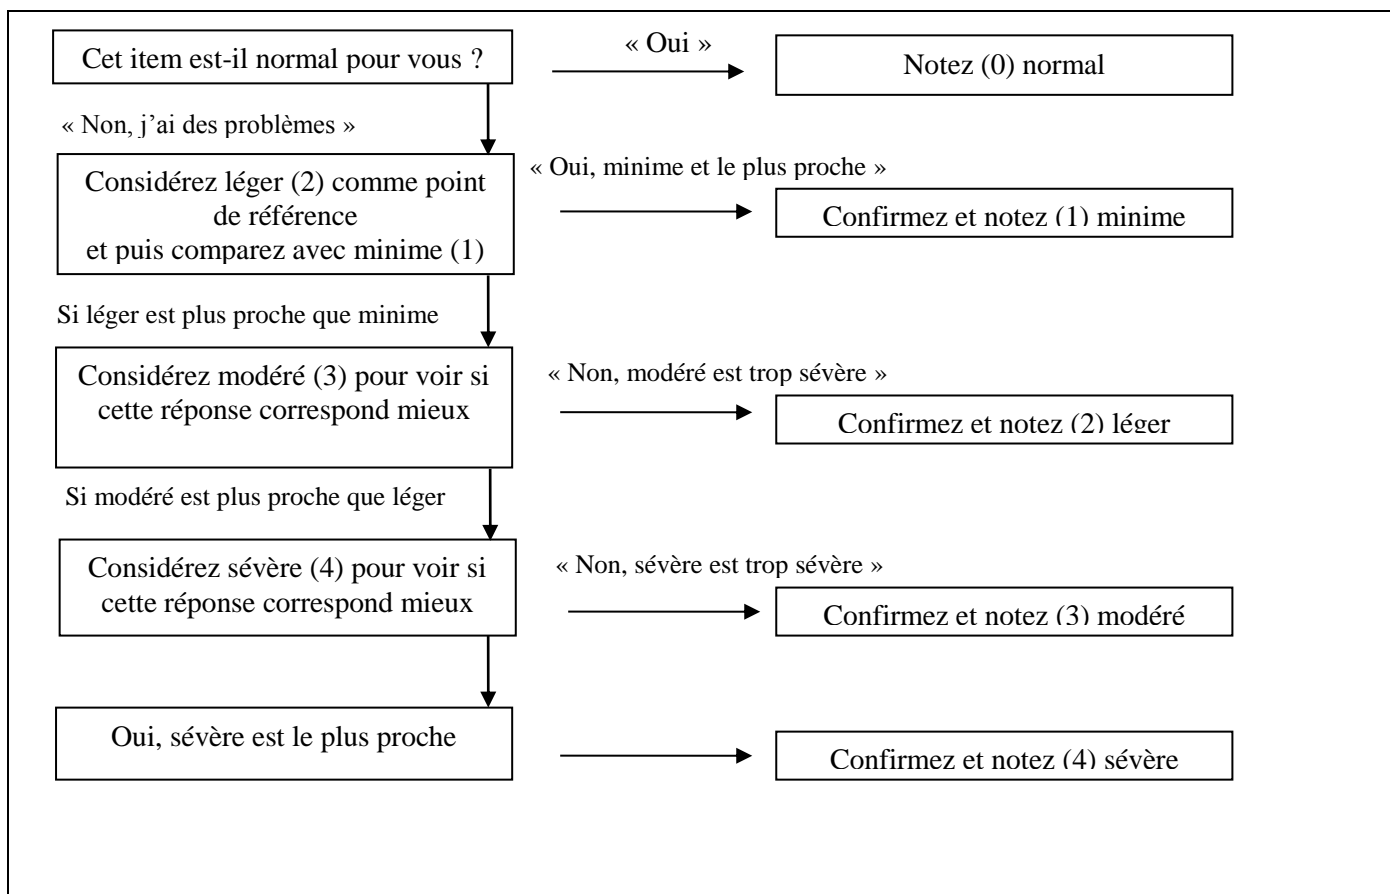 Cet item est-il normal pour vous ?
« Oui »
Notez (0) normal
« Non, j'ai des problèmes »
Considérez léger (2) comme point
de référence
et puis comparez avec minime (1)
« Oui, minime et le plus proche »
Confirmez et notez (1) minime
Si léger est plus proche que minime
Considérez modéré (3) pour voir si
cette réponse correspond mieux
« Non, modéré est trop sévère »
Confirmez et notez (2) léger
Si modéré est plus proche que léger
Considérez sévère (4) pour voir si
cette réponse correspond mieux
« Non, sévère est trop sévère »
Confirmez et notez (3) modéré
Oui, sévère est le plus proche
Confirmez et notez (4) sévère